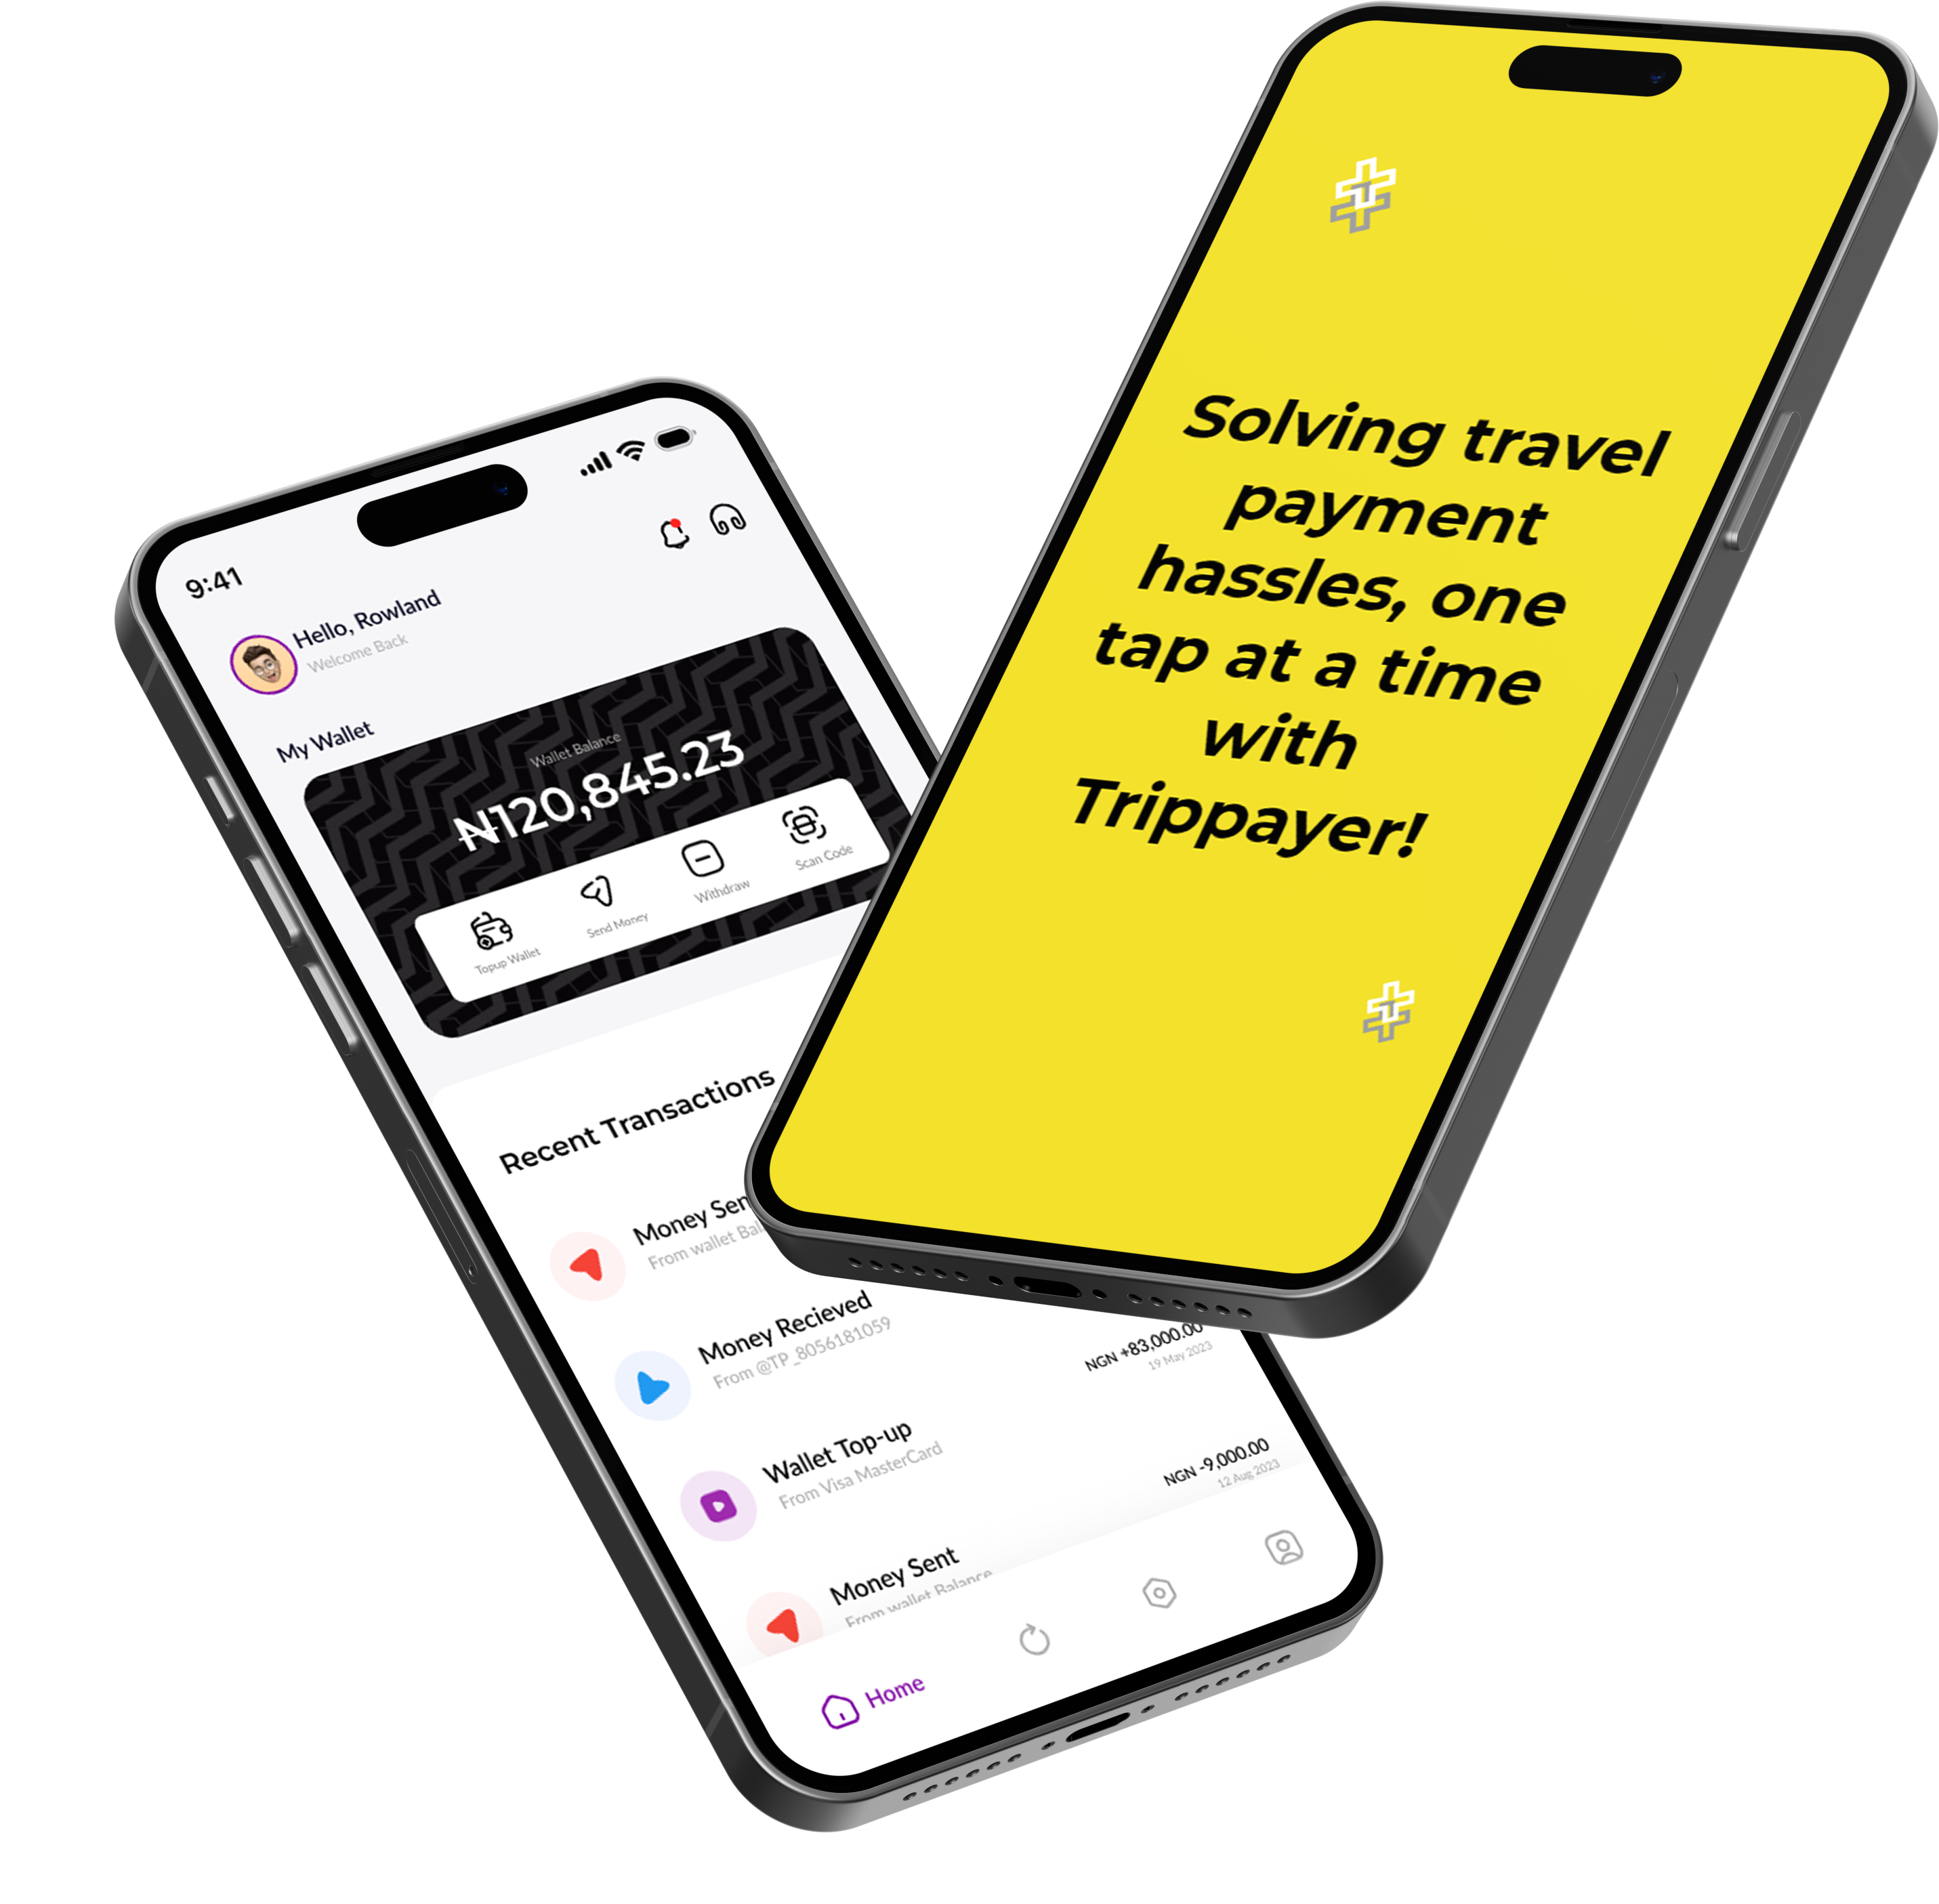 9:41
Hello, Rowland
Welcome Back
My Wallet
Wallet Balance
₦120,845.23
Topup Wallet
Send Money
Withdraw
Scan Code
Recent Transactions
Money Sen
From wallet Bal
Money Recieved
From @TP_8056181059
NGN +83,000.00
19 May 2023
Wallet Top-up
From Visa MasterCard
NGN -9,000.00
12 Aug 2023
Money Sent
From wallet Balance
Home
Solving travel
payment
hassles, one
tap at a time
with
Trippayer!